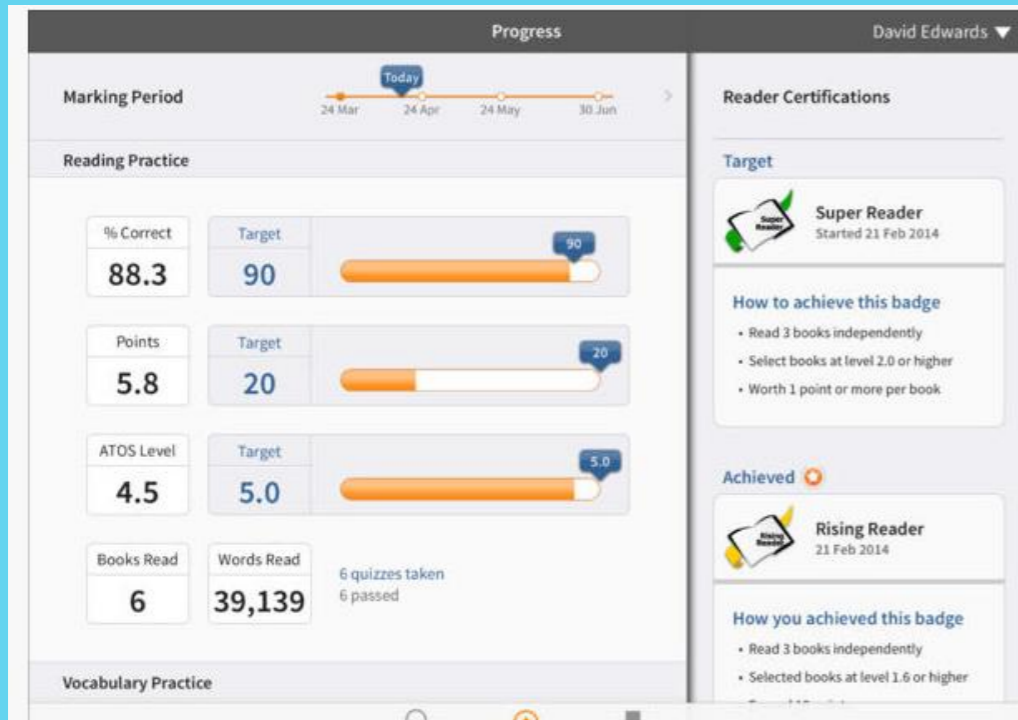 Progress
David Edwards
Marking Period
Today
24 Mar
24 Apr
24 May
30 Jun
Reading Practice
% Correct
88.3
Target
90
90
Points
5.8
Target
20
20
ATOS Level
4.5
Target
5.0
5.0
Books Read
6
Words Read
39,139
6 quizzes taken
6 passed
Vocabulary Practice
Reader Certifications
Target
Super
Reader
Super Reader
Started 21 Feb 2014
How to achieve this badge
• Read 3 books independently
• Select books at level 2.0 or higher
• Worth 1 point or more per book
Achieved
Rising
Reader
Rising Reader
21 Feb 2014
How you achieved this badge
• Read 3 books independently
• Selected books at level 1.6 or higher